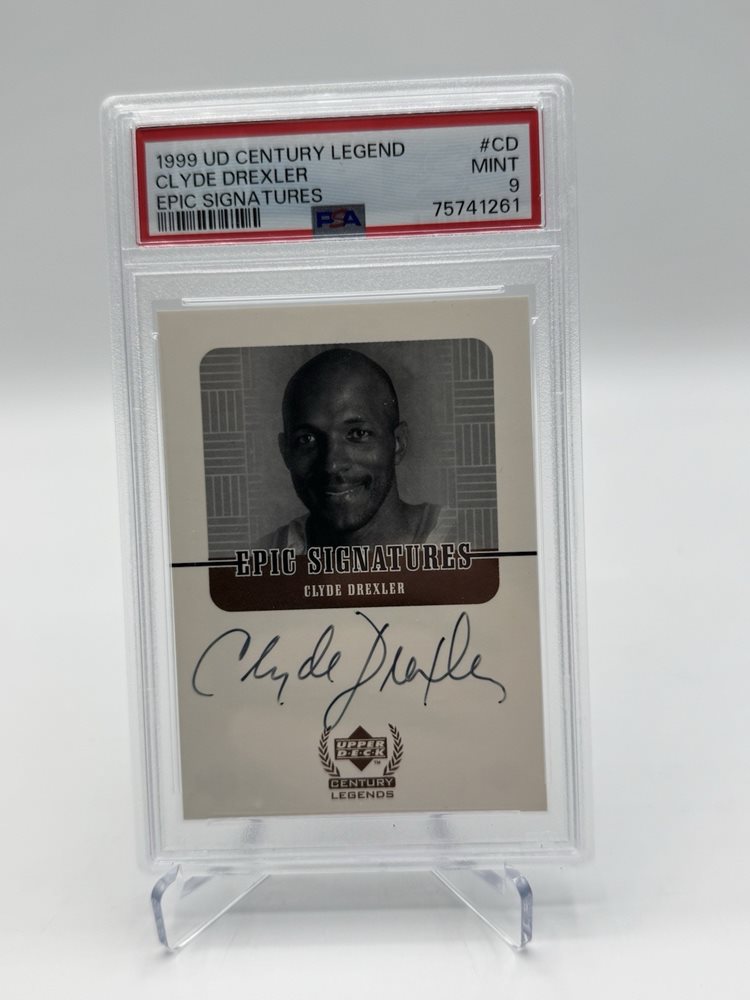 1999 UD CENTURY LEGEND #CD
CLYDE DREXLER MINT
EPIC SIGNATURES 9
PSA 75741261
EPIC SIGNATURES
CLYDE DREXLER
Clyde Drexler
UPPER
DECK
TM
CENTURY
LEGENDS